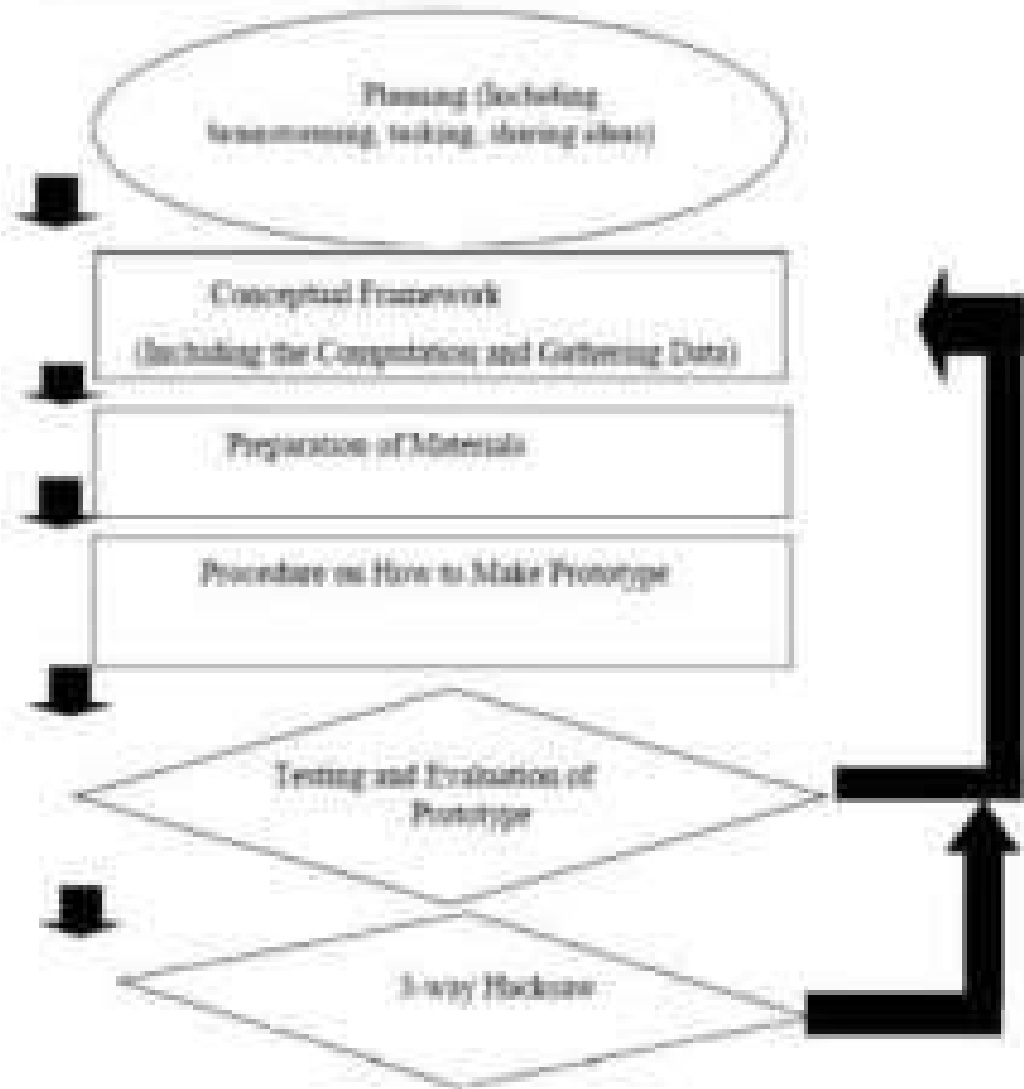 Planning (Including
brainstorming, tasking, sharing ideas)
Conceptual Framework
(Including the Computation and Gathering Data)
Preparation of Materials
Procedure on How to Make Prototype
Testing and Evaluation of
Prototype
-way Hacksaw